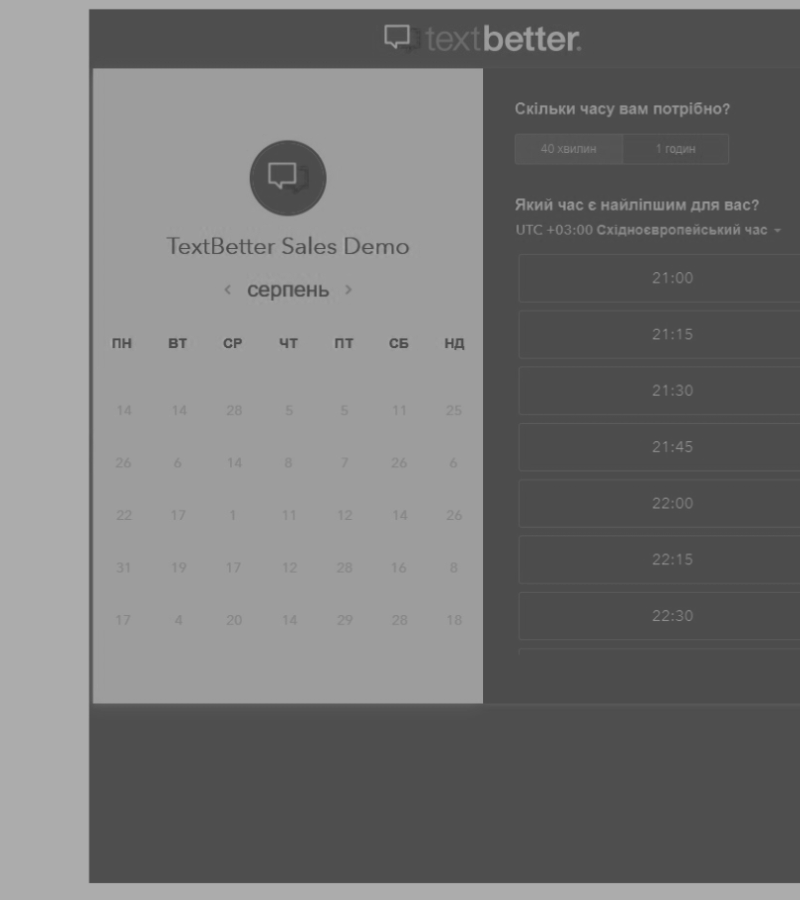 textbetter.
TextBetter Sales Demo
‹ серпень ›
ПН ВТ СР ЧТ ПТ СБ НД
14 14 28 5 5 11 25
26 6 14 8 7 26 6
22 17 1 11 12 14 26
31 19 17 12 28 16 8
17 4 20 14 29 28 18
Скільки часу вам потрібно?
40 хвилин 1 годин
Який час є найліпшим для вас?
UTC +03:00 Східноєвропейський час
21:00
21:15
21:30
21:45
22:00
22:15
22:30